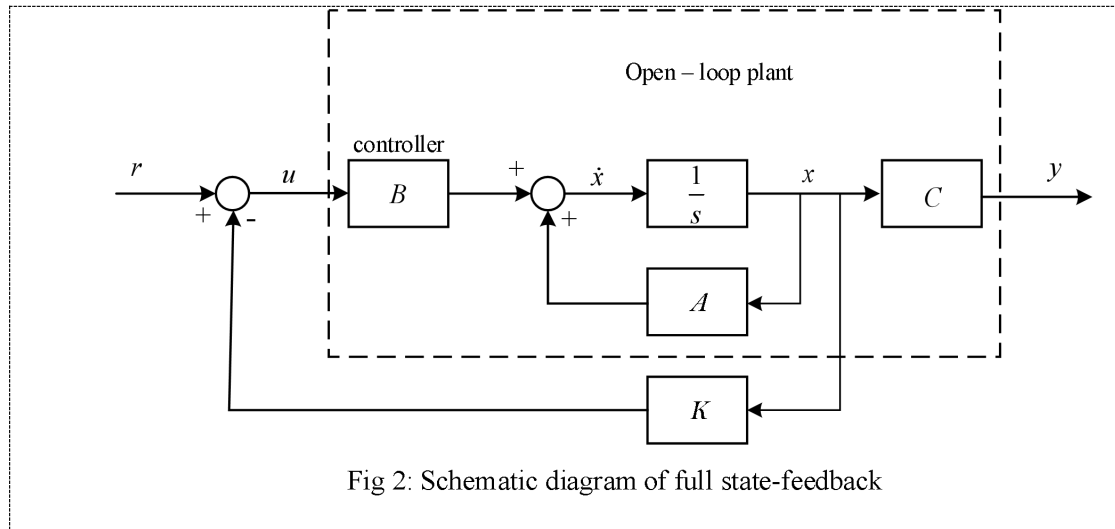 Open – loop plant
controller
r
u
B
+
ẋ
1
s
x
C
y
+
-
+
A
K
Fig 2: Schematic diagram of full state-feedback